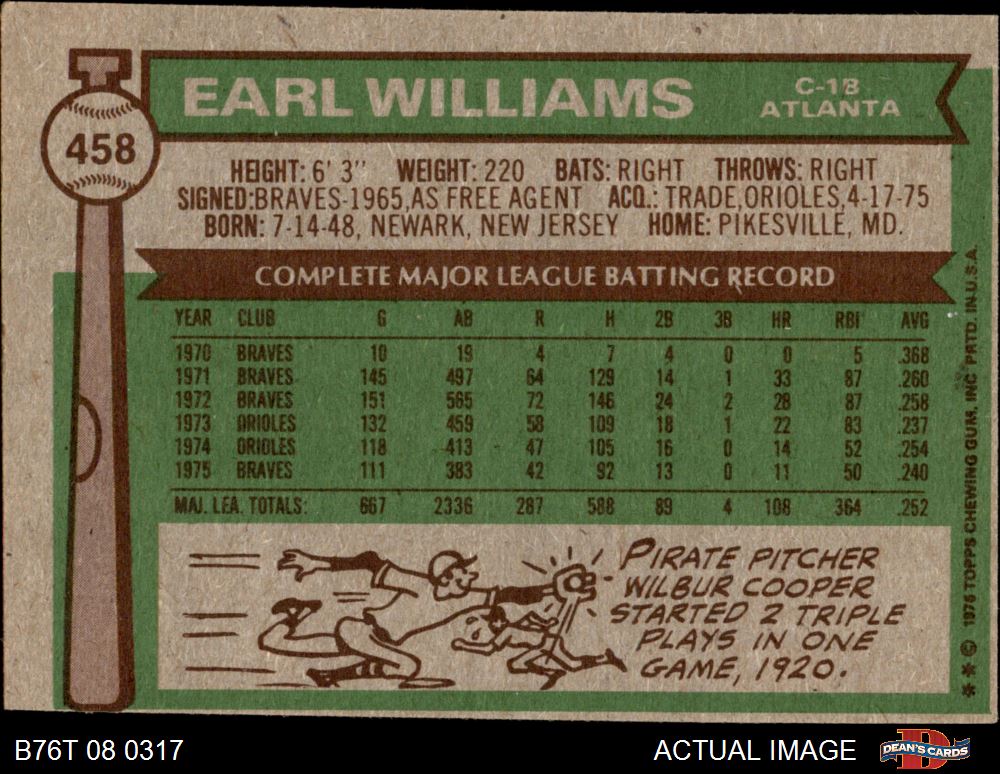 EARL WILLIAMS
C-1B
ATLANTA
458
HEIGHT: 6' 3" WEIGHT: 220 BATS: RIGHT THROWS: RIGHT
SIGNED:BRAVES-1965,AS FREE AGENT ACQ.: TRADE,ORIOLES,4-17-75
BORN: 7-14-48, NEWARK, NEW JERSEY HOME: PIKESVILLE, MD.
COMPLETE MAJOR LEAGUE BATTING RECORD
YEAR CLUB G AB R H 2B 3B HR RBI AVG
1970 BRAVES 10 19 4 7 4 0 0 5 .368
1971 BRAVES 145 497 64 129 14 1 33 87 .260
1972 BRAVES 151 565 72 146 24 2 28 87 .258
1973 ORIOLES 132 459 58 109 18 1 22 83 .237
1974 ORIOLES 118 413 47 105 16 0 14 52 .254
1975 BRAVES 111 383 42 92 13 0 11 50 .240
MAJ. LEA. TOTALS: 667 2336 287 588 89 4 108 364 .252
PIRATE PITCHER
WILBUR COOPER
STARTED 2 TRIPLE
PLAYS IN ONE
GAME, 1920.
** © 1976 TOPPS CHEWING GUM, INC. PRTD. IN U.S.A.
B76T 08 0317
ACTUAL IMAGE
DEAN'S CARDS